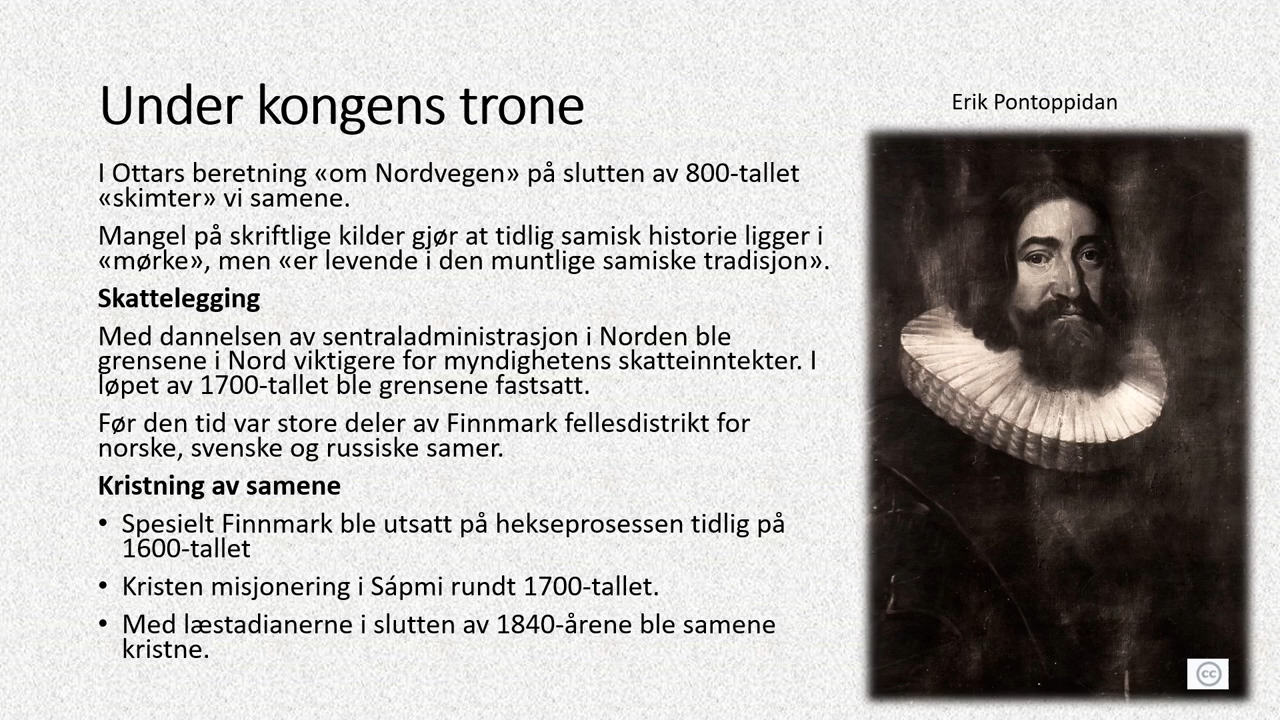 Under kongens trone
Erik Pontoppidan
I Ottars beretning «om Nordvegen» på slutten av 800-tallet
«skimter» vi samene.
Mangel på skriftlige kilder gjør at tidlig samisk historie ligger i
«mørke», men «er levende i den muntlige samiske tradisjon».
Skattelegging
Med dannelsen av sentraladministrasjon i Norden ble
grensene i Nord viktigere for myndighetens skatteinntekter. I
løpet av 1700-tallet ble grensene fastsatt.
Før den tid var store deler av Finnmark fellesdistrikt for
norske, svenske og russiske samer.
Kristning av samene
• Spesielt Finnmark ble utsatt på hekseprosessen tidlig på
1600-tallet
• Kristen misjonering i Sápmi rundt 1700-tallet.
• Med læstadianerne i slutten av 1840-årene ble samene
kristne.
cc